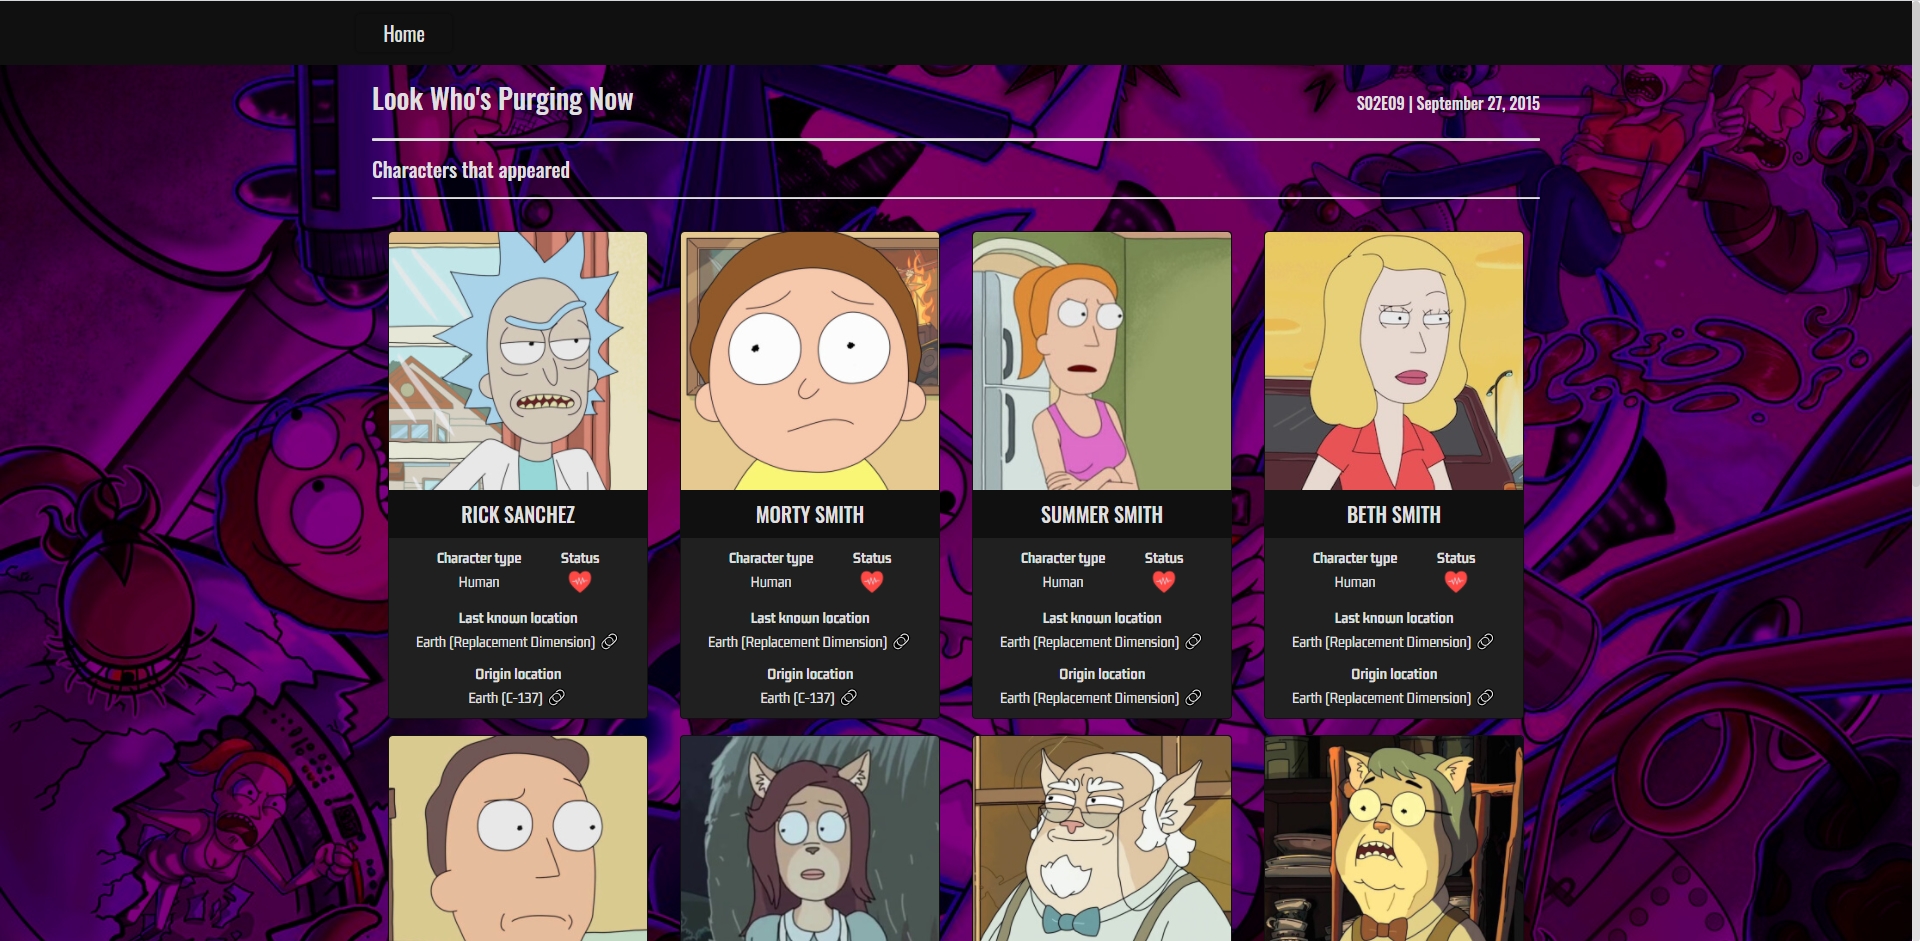 Home
Look Who's Purging Now
S02E09 | September 27, 2015
Characters that appeared
RICK SANCHEZ
Character type
Status
Human
Last known location
Earth (Replacement Dimension)
Origin location
Earth (C-137)
MORTY SMITH
Character type
Status
Human
Last known location
Earth (Replacement Dimension)
Origin location
Earth (C-137)
SUMMER SMITH
Character type
Status
Human
Last known location
Earth (Replacement Dimension)
Origin location
Earth (Replacement Dimension)
BETH SMITH
Character type
Status
Human
Last known location
Earth (Replacement Dimension)
Origin location
Earth (Replacement Dimension)